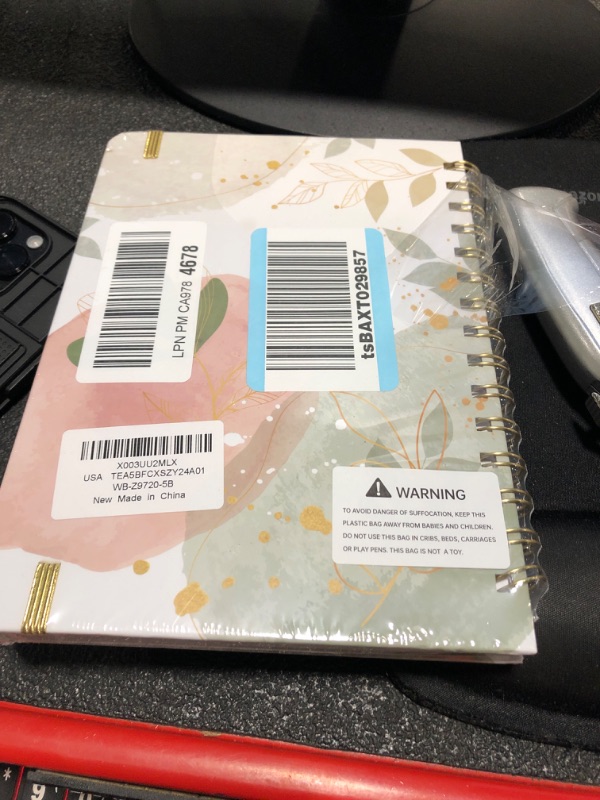 LPN PM CA978 4678
tsBAXTO29857
X003UU2MLX
USA TEA5BFCXSZY24A01
WB-Z9720-5B
New Made in China
WARNING
TO AVOID DANGER OF SUFFOCATION, KEEP THIS
PLASTIC BAG AWAY FROM BABIES AND CHILDREN.
DO NOT USE THIS BAG IN CRIBS, BEDS, CARRIAGES
OR PLAY PENS. THIS BAG IS NOT A TOY.